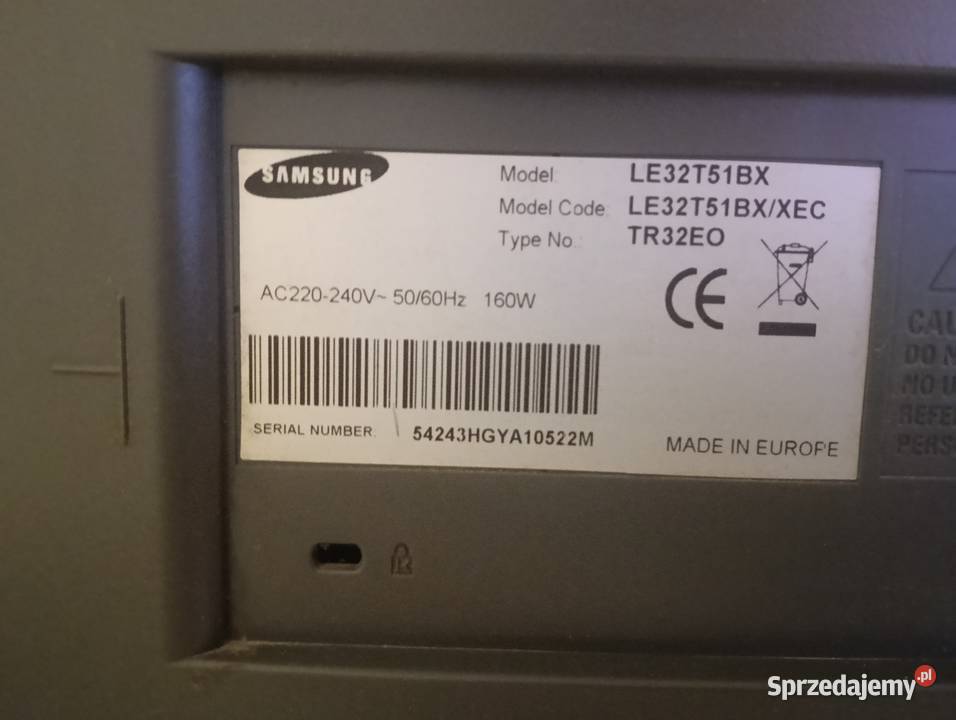 SAMSUNG
Model: LE32T51BX
Model Code: LE32T51BX/XEC
Type No.: TR32EO
AC220-240V~ 50/60Hz 160W
CE
SERIAL NUMBER: 54243HGYA10522M
MADE IN EUROPE
CAU
DO N
NO U
REFE
PERS
Sprzedajemy.pl